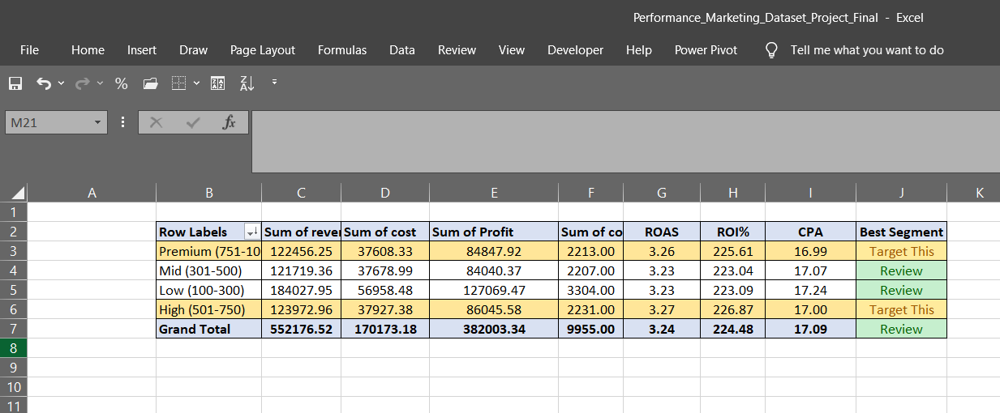 Performance_Marketing_Dataset_Project_Final - Excel
File Home Insert Draw Page Layout Formulas Data Review View Developer Help Power Pivot Tell me what you want to do
%
M21 fx
A B C D E F G H I J K
1
2 Row Labels Sum of rever Sum of cost Sum of Profit Sum of co ROAS ROI% CPA Best Segment
3 Premium (751-10 122456.25 37608.33 84847.92 2213.00 3.26 225.61 16.99 Target This
4 Mid (301-500) 121719.36 37678.99 84040.37 2207.00 3.23 223.04 17.07 Review
5 Low (100-300) 184027.95 56958.48 127069.47 3304.00 3.23 223.09 17.24 Review
6 High (501-750) 123972.96 37927.38 86045.58 2231.00 3.27 226.87 17.00 Target This
7 Grand Total 552176.52 170173.18 382003.34 9955.00 3.24 224.48 17.09 Review
8
9
10
11